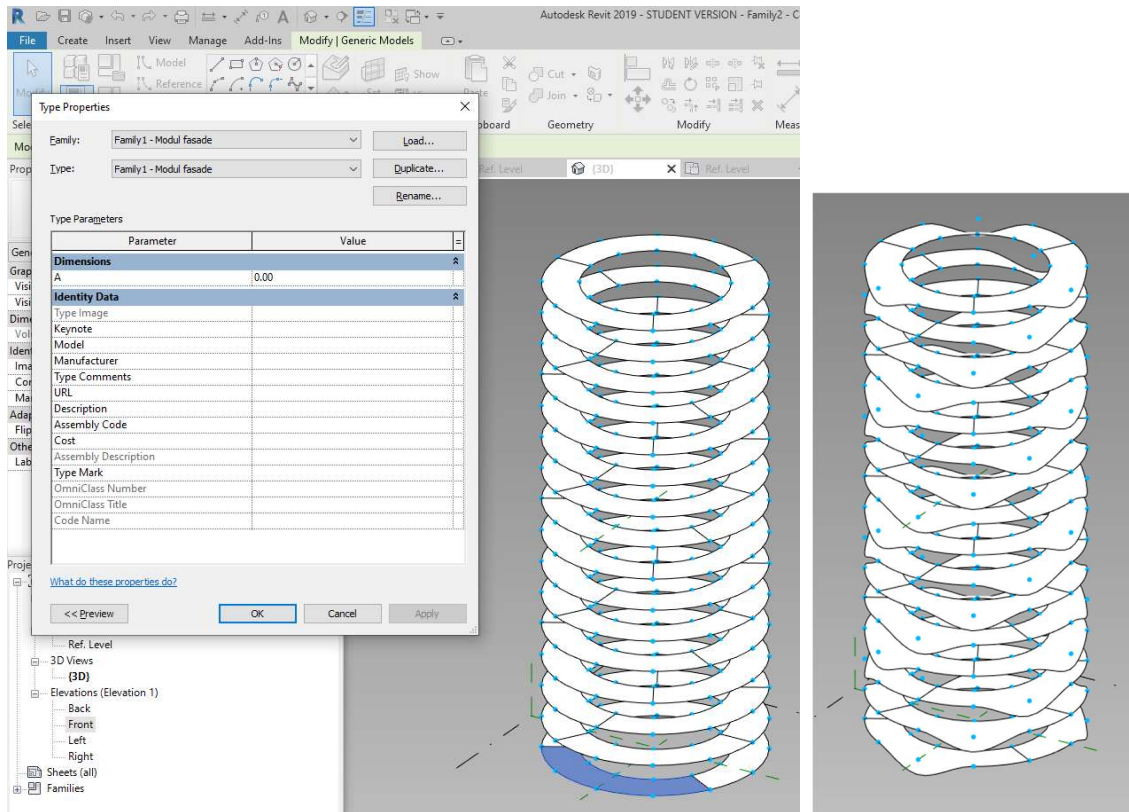 Autodesk Revit 2019 - STUDENT VERSION - Family2 -
File Create Insert View Manage Add-Ins Modify | Generic Models
Model
Reference
Show
Cut
Join
Geometry
Modify
Type Properties
Family: Family1 - Modul fasade Load...
Type: Family1 - Modul fasade Duplicate...
Rename...
Ref. Level {3D} Ref. Level
Type Parameters
Parameter Value =
Dimensions
A 0.00
Identity Data
Type Image
Keynote
Model
Manufacturer
Type Comments
URL
Description
Assembly Code
Cost
Assembly Description
Type Mark
OmniClass Number
OmniClass Title
Code Name
What do these properties do?
<< Preview OK Cancel Apply
Ref. Level
3D Views
{3D}
Elevations (Elevation 1)
Back
Front
Left
Right
Sheets (all)
Families